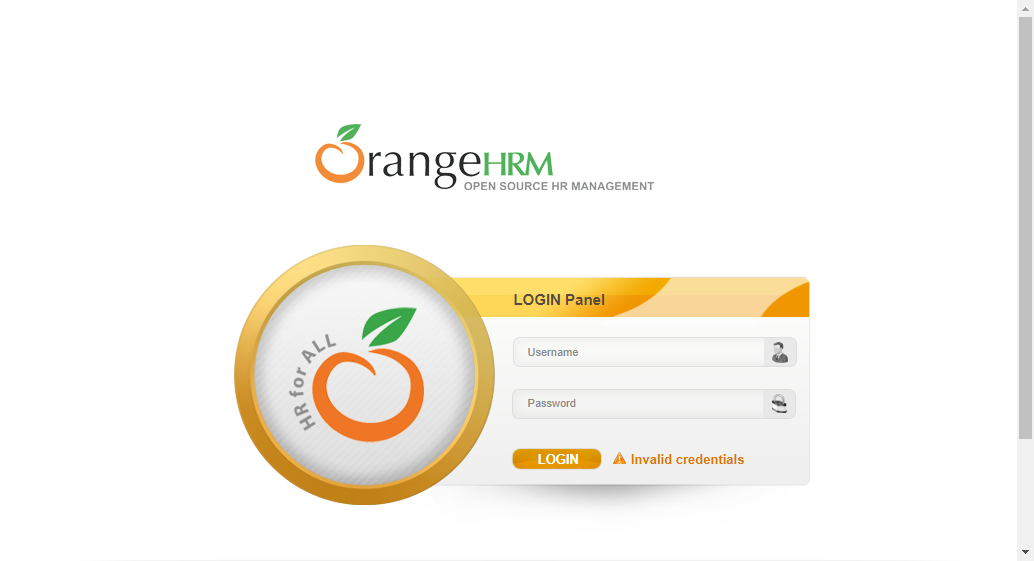 OrangeHRM
OPEN SOURCE HR MANAGEMENT
HR for ALL
LOGIN Panel
Username
Password
LOGIN
Invalid credentials